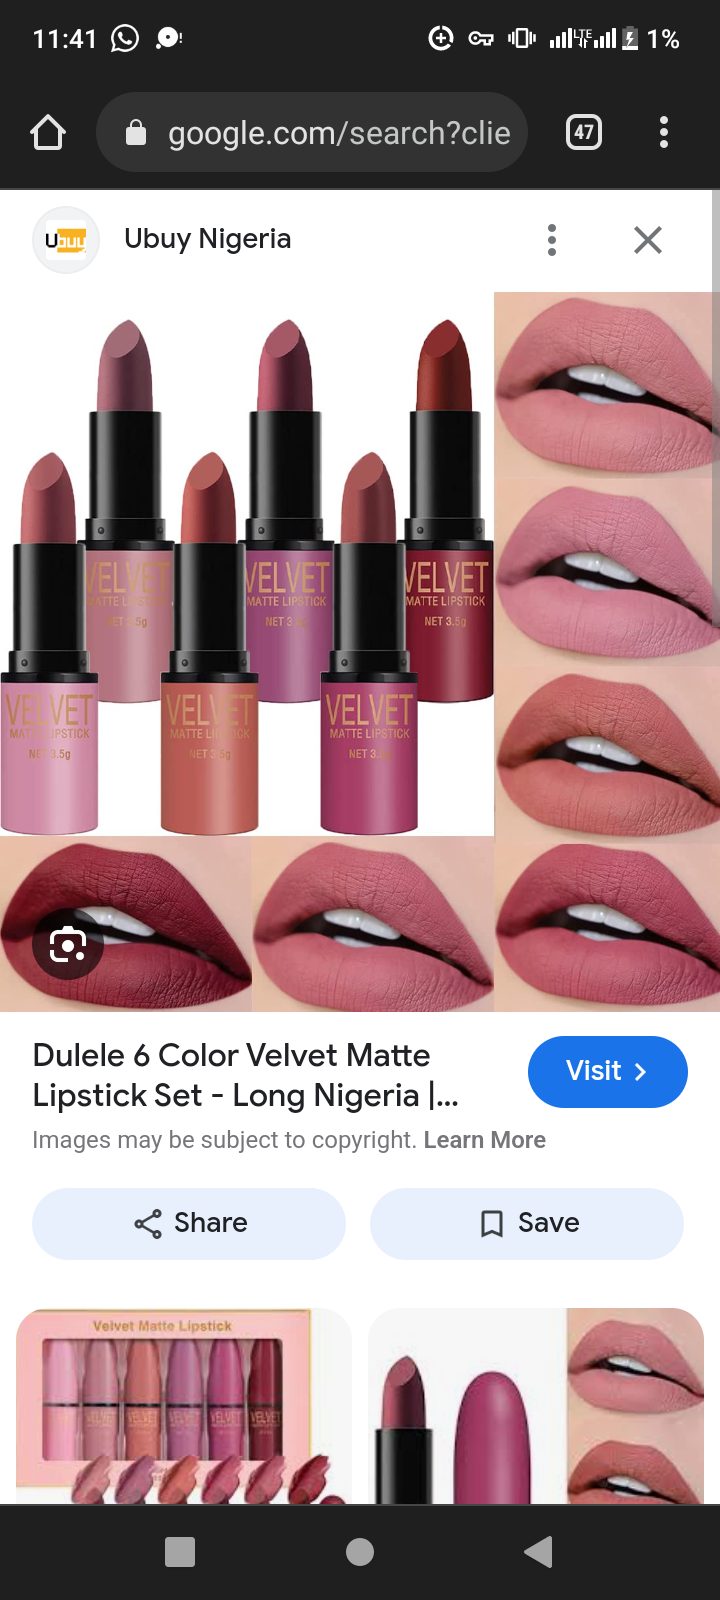 11:41
LTE
1%
google.com/search?clie
47
Ubuy
Ubuy Nigeria
VELVET
MATTE LIPSTICK
NET 3.5g
VELVET
MATTE LIPSTICK
NET 3.5g
VELVET
MATTE LIPSTICK
NET 3.5g
VELVET
MATTE LIPSTICK
NET 3.5g
VELVET
MATTE LIPSTICK
NET 3.5g
VELVET
MATTE LIPSTICK
NET 3.5g
Dulele 6 Color Velvet Matte
Lipstick Set - Long Nigeria |...
Visit
Images may be subject to copyright. Learn More
Share
Save
Velvet Matte Lipstick
VELVET VELVET VELVET VELVET VELVET